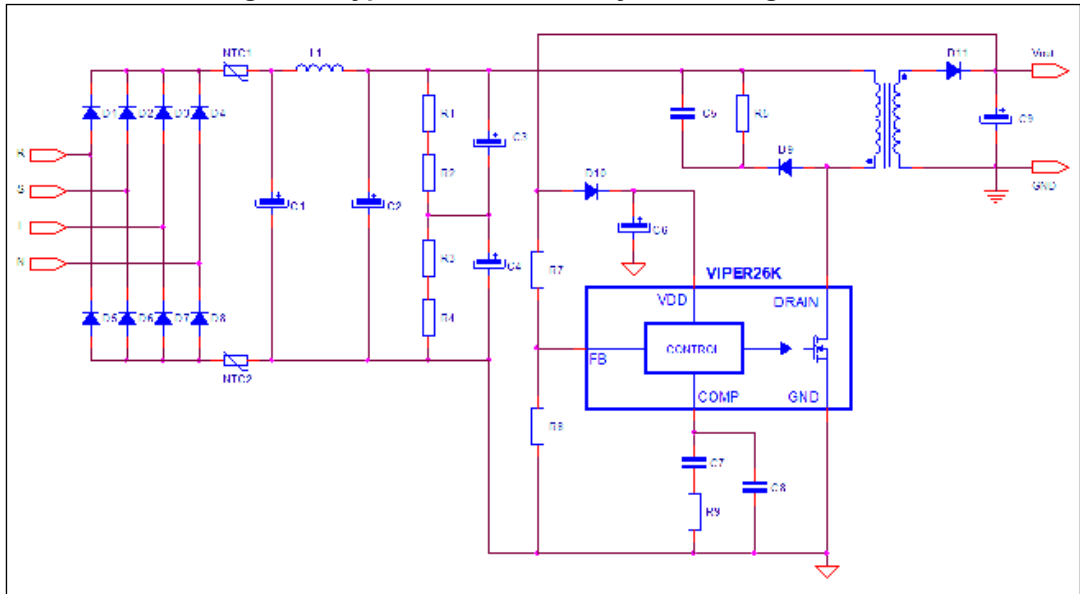 NTC1 L1 D11 Vout
D1 D2 D3 D4 R1 C5 C9
C3
R
R2 D9
S GND
D10
C1 C2 C6
T
N R3 C4 R7
VIPER26K
VDD DRAIN
D5 D6 D7 D8 R4
CONTROL
FB
NTC2
COMP GND
R8
C7
C8
R9